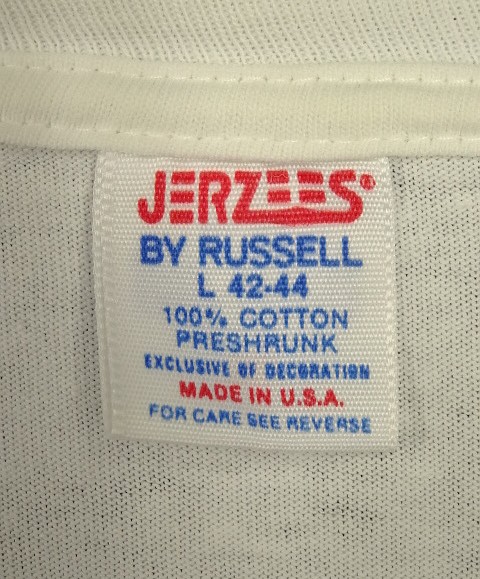 JERZEES®
BY RUSSELL
L 42-44
100% COTTON
PRESHRUNK
EXCLUSIVE OF DECORATION
MADE IN U.S.A.
FOR CARE SEE REVERSE